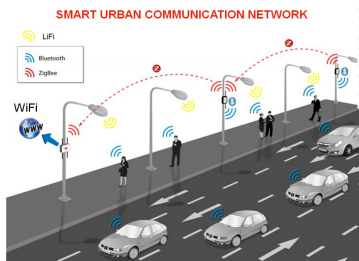 SMART URBAN COMMUNICATION NETWORK
LiFi
Bluetooth
ZigBee
WiFi
WWW